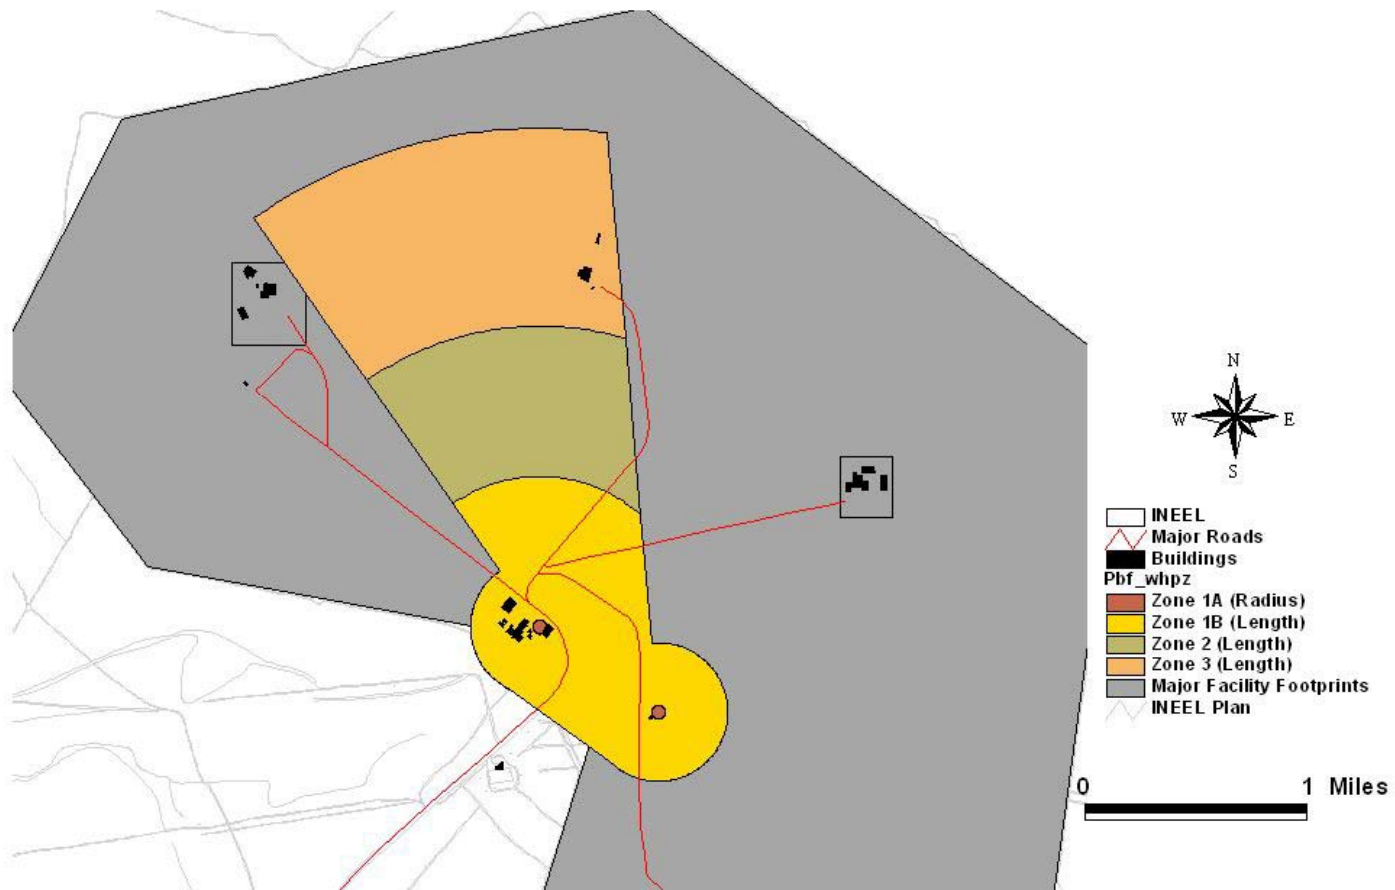 N
W E
S
INEEL
Major Roads
Buildings
Pbf_whpz
Zone 1A (Radius)
Zone 1B (Length)
Zone 2 (Length)
Zone 3 (Length)
Major Facility Footprints
INEEL Plan
0 1 Miles